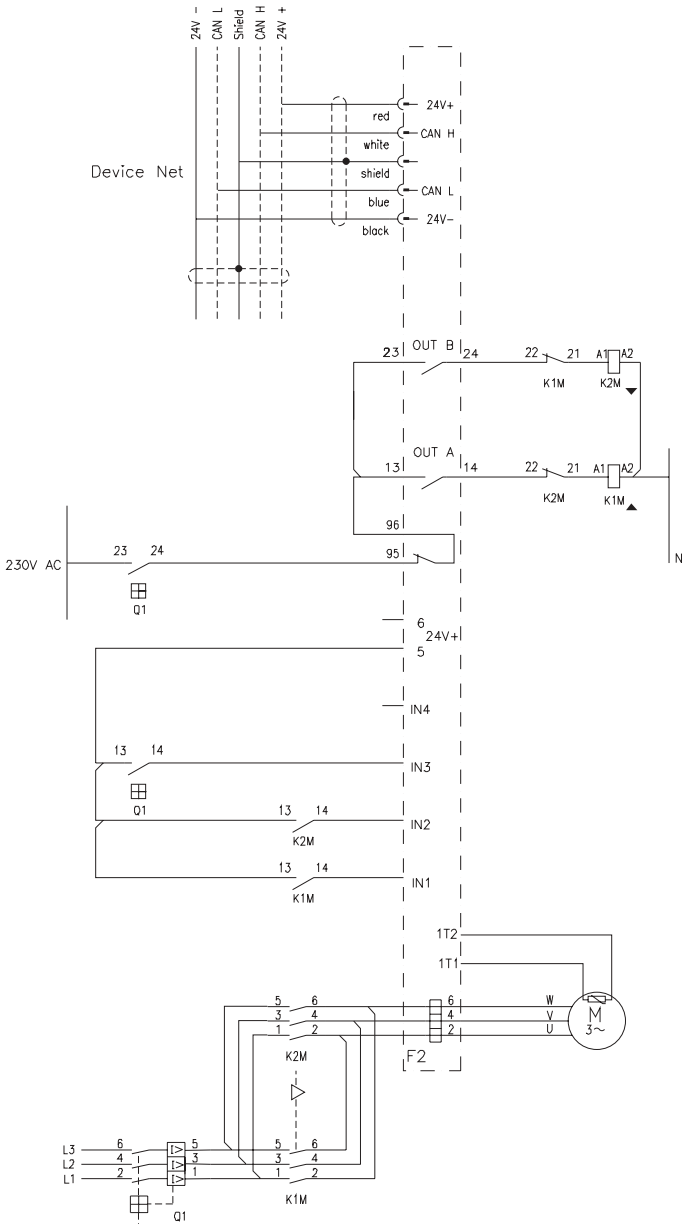 24V - CAN L Shield CAN H 24V +
red 24V+
white CAN H
Device Net
shield
blue CAN L
black 24V-
OUT B
23 24 22 21 A1 A2
K1M K2M
OUT A
13 14 22 21 A1 A2
K2M K1M
96
230V AC 23 24 95 N
Q1
6
24V+
5
IN4
13 14 IN3
Q1
13 14 IN2
K2M
13 14 IN1
K1M
1T2
1T1
5 6 6 W
3 4 4 V M
1 2 2 U 3~
K2M F2
L3 6 I> 5 5 6
L2 4 I> 3 3 4
L1 2 I> 1 1 2
Q1 K1M